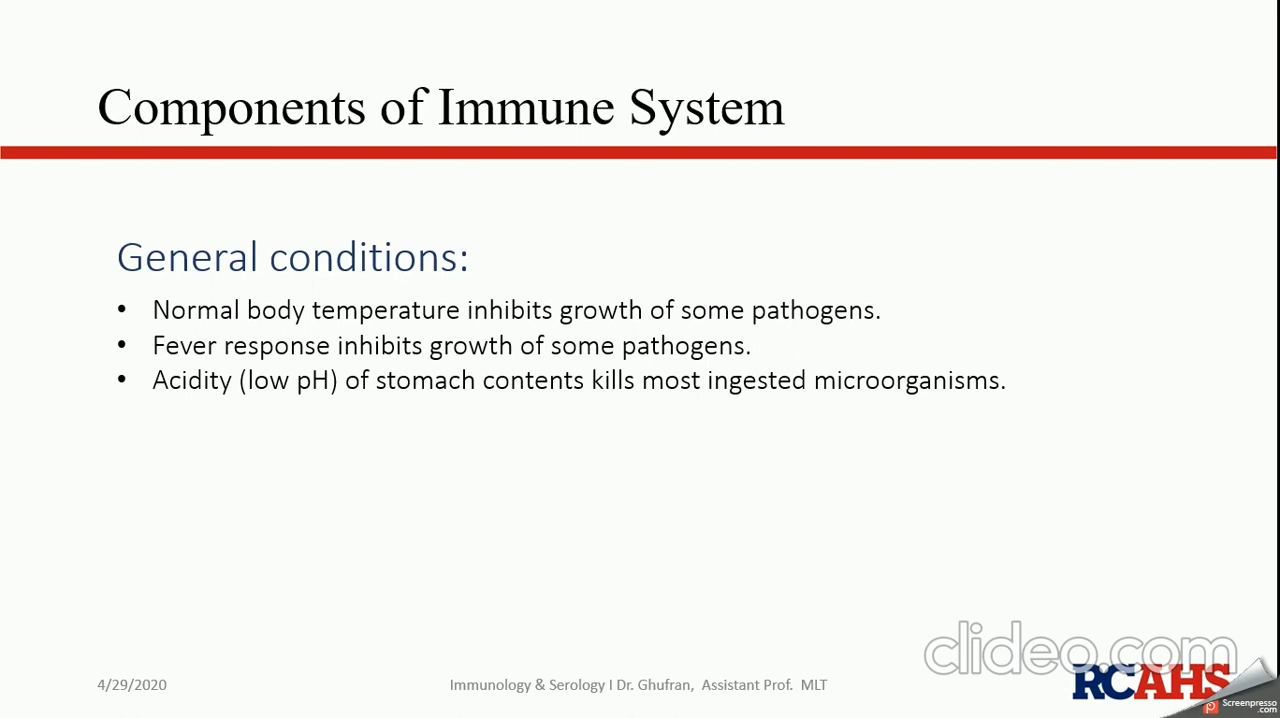 Components of Immune System
General conditions:
• Normal body temperature inhibits growth of some pathogens.
• Fever response inhibits growth of some pathogens.
• Acidity (low pH) of stomach contents kills most ingested microorganisms.
clideo.com
4/29/2020
Immunology & Serology I Dr. Ghufran, Assistant Prof. MLT
RCAHS
Screenpresso
.com